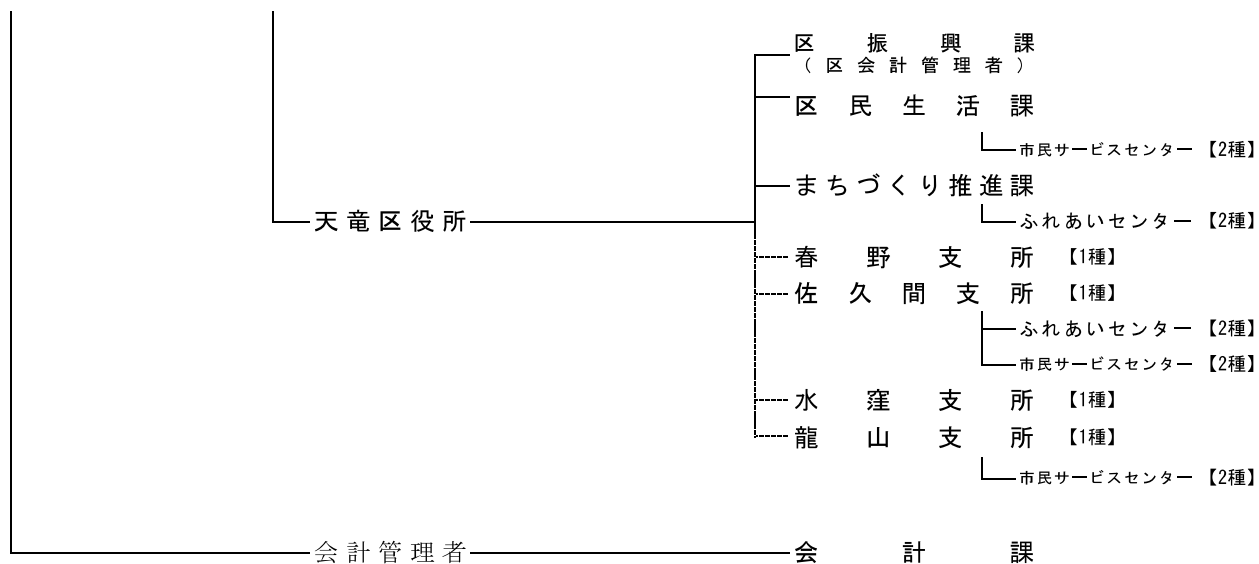 区振興課
(区会計管理者)
区民生活課
市民サービスセンター 【2種】
まちづくり推進課
天竜区役所
ふれあいセンター 【2種】
春野支所 【1種】
佐久間支所 【1種】
ふれあいセンター 【2種】
市民サービスセンター 【2種】
水窪支所 【1種】
龍山支所 【1種】
市民サービスセンター 【2種】
会計管理者 会計課